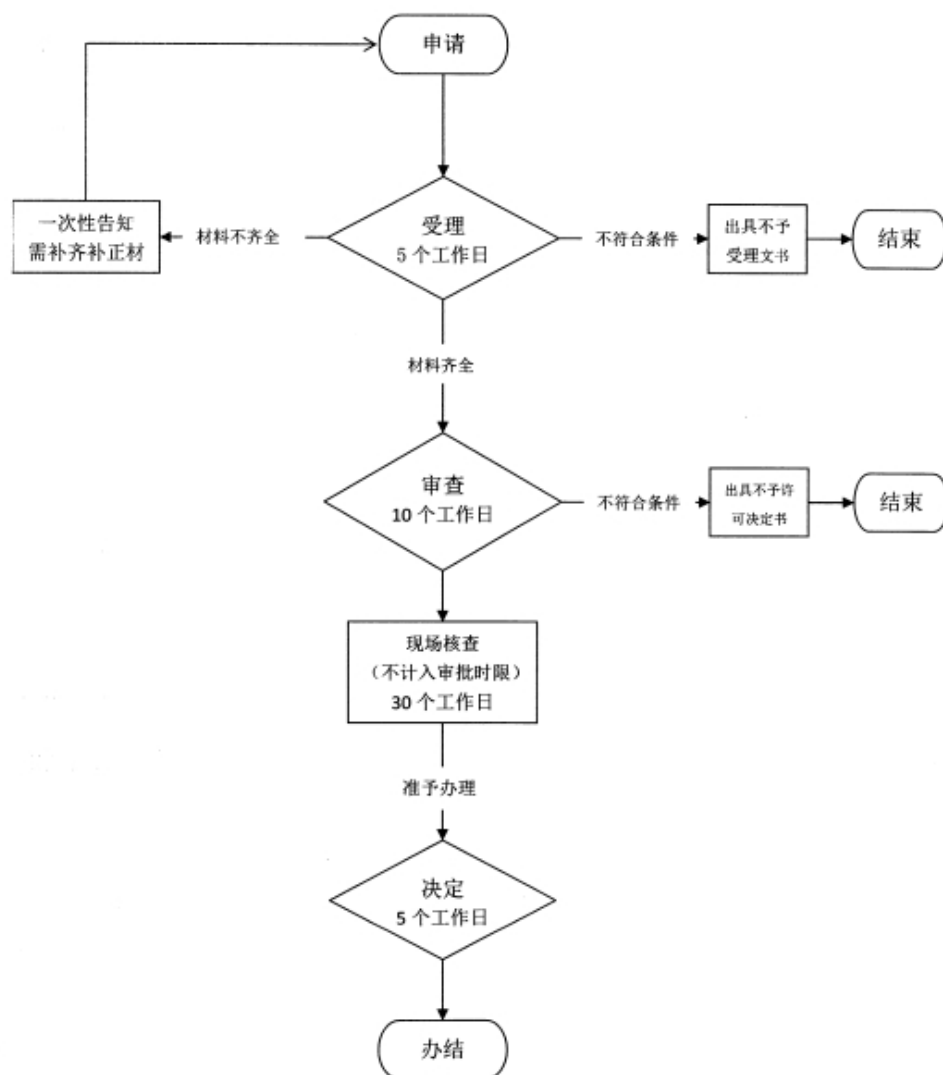 申请
一次性告知
需补齐补正材
材料不齐全
受理
5 个工作日
不符合条件
出具不予
受理文书
结束
材料齐全
审查
10 个工作日
不符合条件
出具不予许
可决定书
结束
现场核查
（不计入审批时限）
30 个工作日
准予办理
决定
5 个工作日
办结